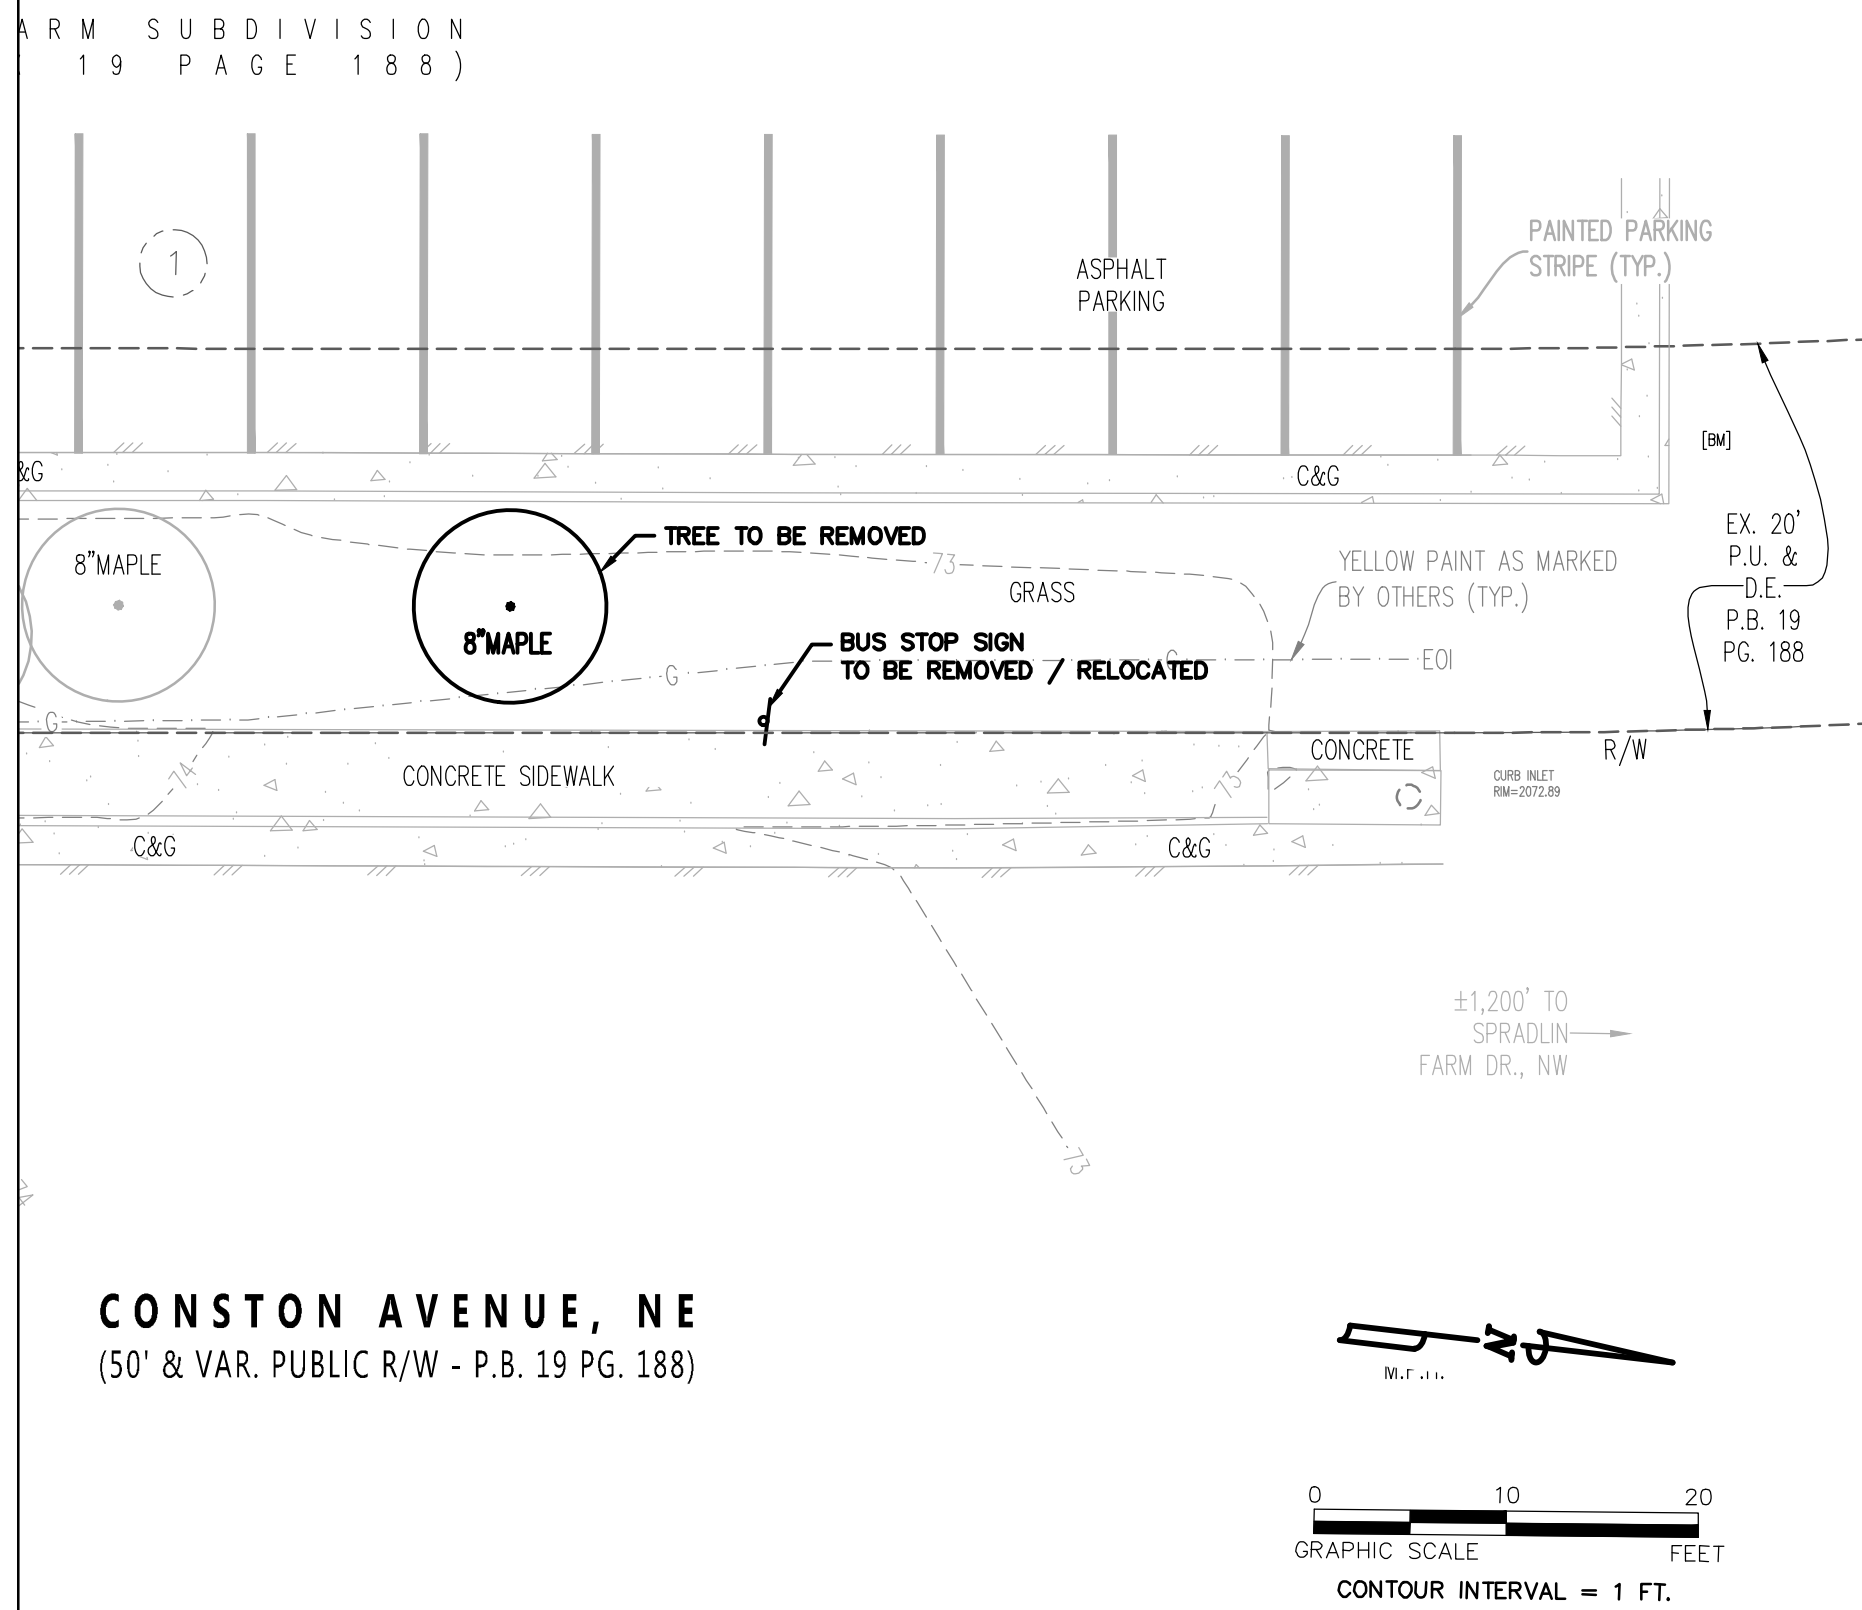 ARM SUBDIVISION
19 PAGE 188)
1
PAINTED PARKING
STRIPE (TYP.)
ASPHALT
PARKING
[BM]
&G
C&G
EX. 20'
P.U. &
D.E.
P.B. 19
PG. 188
TREE TO BE REMOVED
8"MAPLE
73
YELLOW PAINT AS MARKED
BY OTHERS (TYP.)
GRASS
8"MAPLE
BUS STOP SIGN
TO BE REMOVED / RELOCATED
G
G
EOI
G
R/W
CONCRETE
74
CONCRETE SIDEWALK
73
CURB INLET
RIM=2072.89
C&G
C&G
±1,200' TO
SPRADLIN
FARM DR., NW
73
74
CONSTON AVENUE, NE
(50' & VAR. PUBLIC R/W - P.B. 19 PG. 188)
N
0 10 20
GRAPHIC SCALE FEET
CONTOUR INTERVAL = 1 FT.